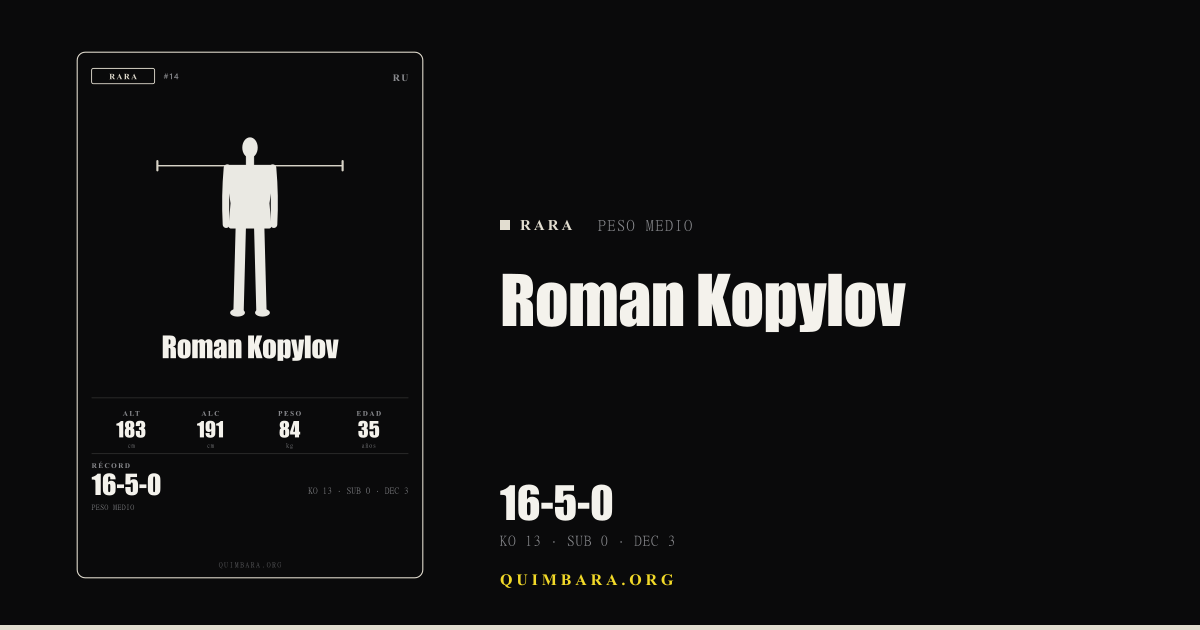 RARA #14 RU
Roman Kopylov
ALT ALC PESO EDAD
183 191 84 35
cm cm kg años
RÉCORD
16-5-0
KO 13 · SUB 0 · DEC 3
PESO MEDIO
QUIMBARA.ORG
RARA PESO MEDIO
Roman Kopylov
16-5-0
KO 13 · SUB 0 · DEC 3
QUIMBARA.ORG